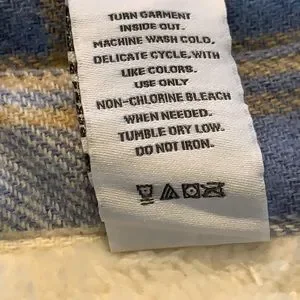 TURN GARMENT
INSIDE OUT.
MACHINE WASH COLD,
DELICATE CYCLE, WITH
LIKE COLORS.
USE ONLY
NON-CHLORINE BLEACH
WHEN NEEDED.
TUMBLE DRY LOW.
DO NOT IRON.